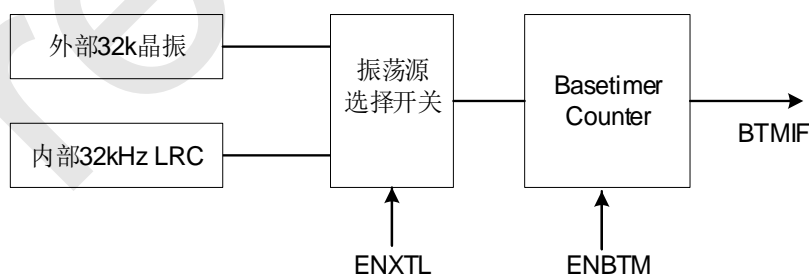 外部32k晶振
内部32kHz LRC
振荡源
选择开关
Basetimer
Counter
BTMIF
ENXTL
ENBTM